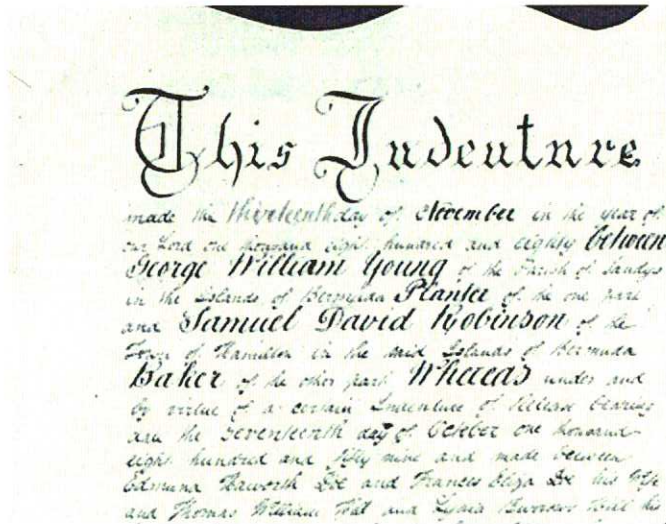 This Indenture
made the thirteenth day of November in the year of
our Lord one thousand eight hundred and eighty between
George William Young of the Parish of Sandys
in the Islands of Bermuda Planter of the one part
and Samuel David Robinson of the
Town of Hamilton in the said Islands of Bermuda
Baker of the other part Whereas under and
by virtue of a certain Indenture of Release bearing
date the Seventeenth day of October one thousand
eight hundred and fifty nine and made between
Edmund Haworth and Frances Eliza his Wife
and Thomas William and Lydia Burrows his